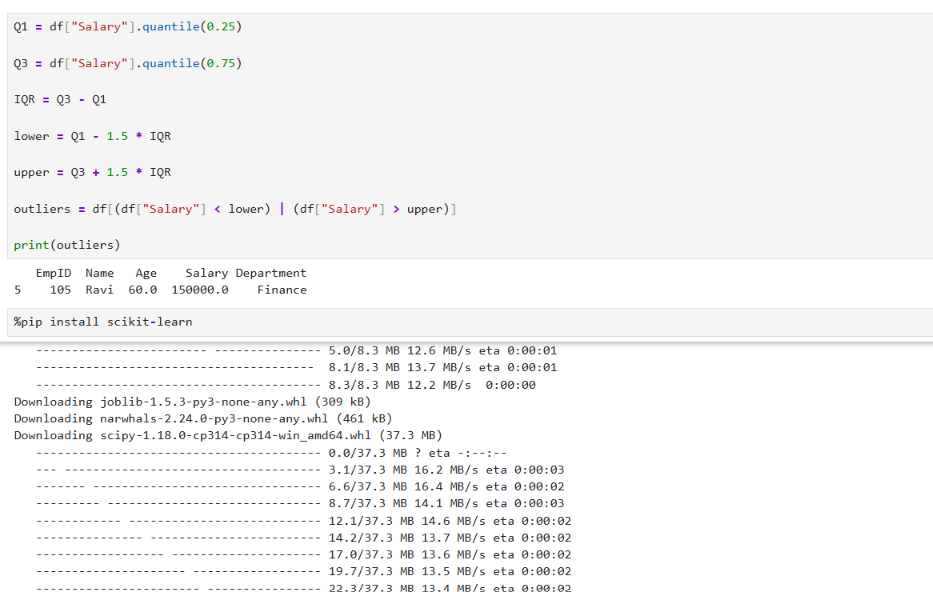 Q1 = df["Salary"].quantile(0.25)
Q3 = df["Salary"].quantile(0.75)
IQR = Q3 - Q1
lower = Q1 - 1.5 * IQR
upper = Q3 + 1.5 * IQR
outliers = df[(df["Salary"] < lower) | (df["Salary"] > upper)]
print(outliers)
   EmpID  Name   Age    Salary Department
5    105  Ravi  60.0  150000.0    Finance
%pip install scikit-learn
   ------------------------ --------------- 5.0/8.3 MB 12.6 MB/s eta 0:00:01
   ---------------------------------------  8.1/8.3 MB 13.7 MB/s eta 0:00:01
   ---------------------------------------- 8.3/8.3 MB 12.2 MB/s  0:00:00
Downloading joblib-1.5.3-py3-none-any.whl (309 kB)
Downloading narwhals-2.24.0-py3-none-any.whl (461 kB)
Downloading scipy-1.18.0-cp314-cp314-win_amd64.whl (37.3 MB)
   ---------------------------------------- 0.0/37.3 MB ? eta -:--:--
   --- ------------------------------------ 3.1/37.3 MB 16.2 MB/s eta 0:00:03
   ------- -------------------------------- 6.6/37.3 MB 16.4 MB/s eta 0:00:02
   --------- ------------------------------ 8.7/37.3 MB 14.1 MB/s eta 0:00:03
   ------------ --------------------------- 12.1/37.3 MB 14.6 MB/s eta 0:00:02
   --------------- ------------------------ 14.2/37.3 MB 13.7 MB/s eta 0:00:02
   ------------------ --------------------- 17.0/37.3 MB 13.6 MB/s eta 0:00:02
   --------------------- ------------------ 19.7/37.3 MB 13.5 MB/s eta 0:00:02
   ----------------------- ---------------- 22.3/37.3 MB 13.4 MB/s eta 0:00:02